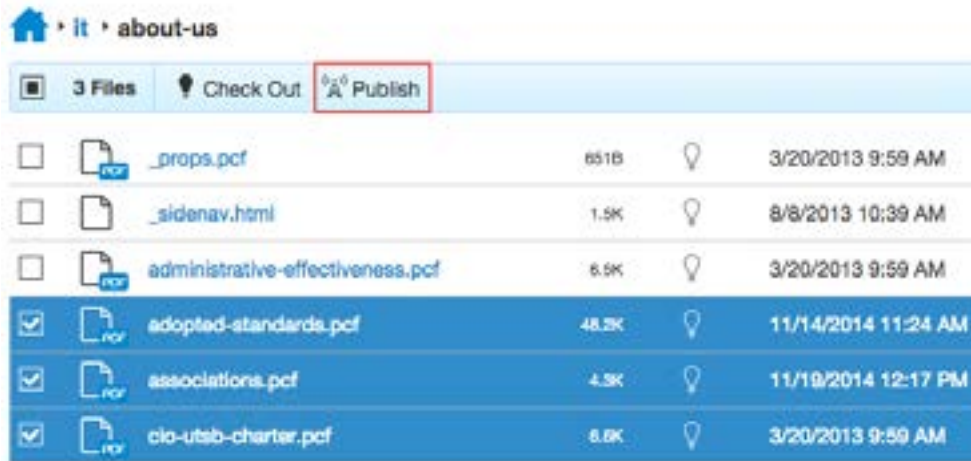 it about-us
3 Files Check Out Publish
_props.pcf 651B 3/20/2013 9:59 AM
_sidenav.html 1.5K 8/8/2013 10:39 AM
administrative-effectiveness.pcf 6.5K 3/20/2013 9:59 AM
adopted-standards.pcf 48.2K 11/14/2014 11:24 AM
associations.pcf 4.3K 11/19/2014 12:17 PM
cio-utsb-charter.pcf 6.6K 3/20/2013 9:59 AM